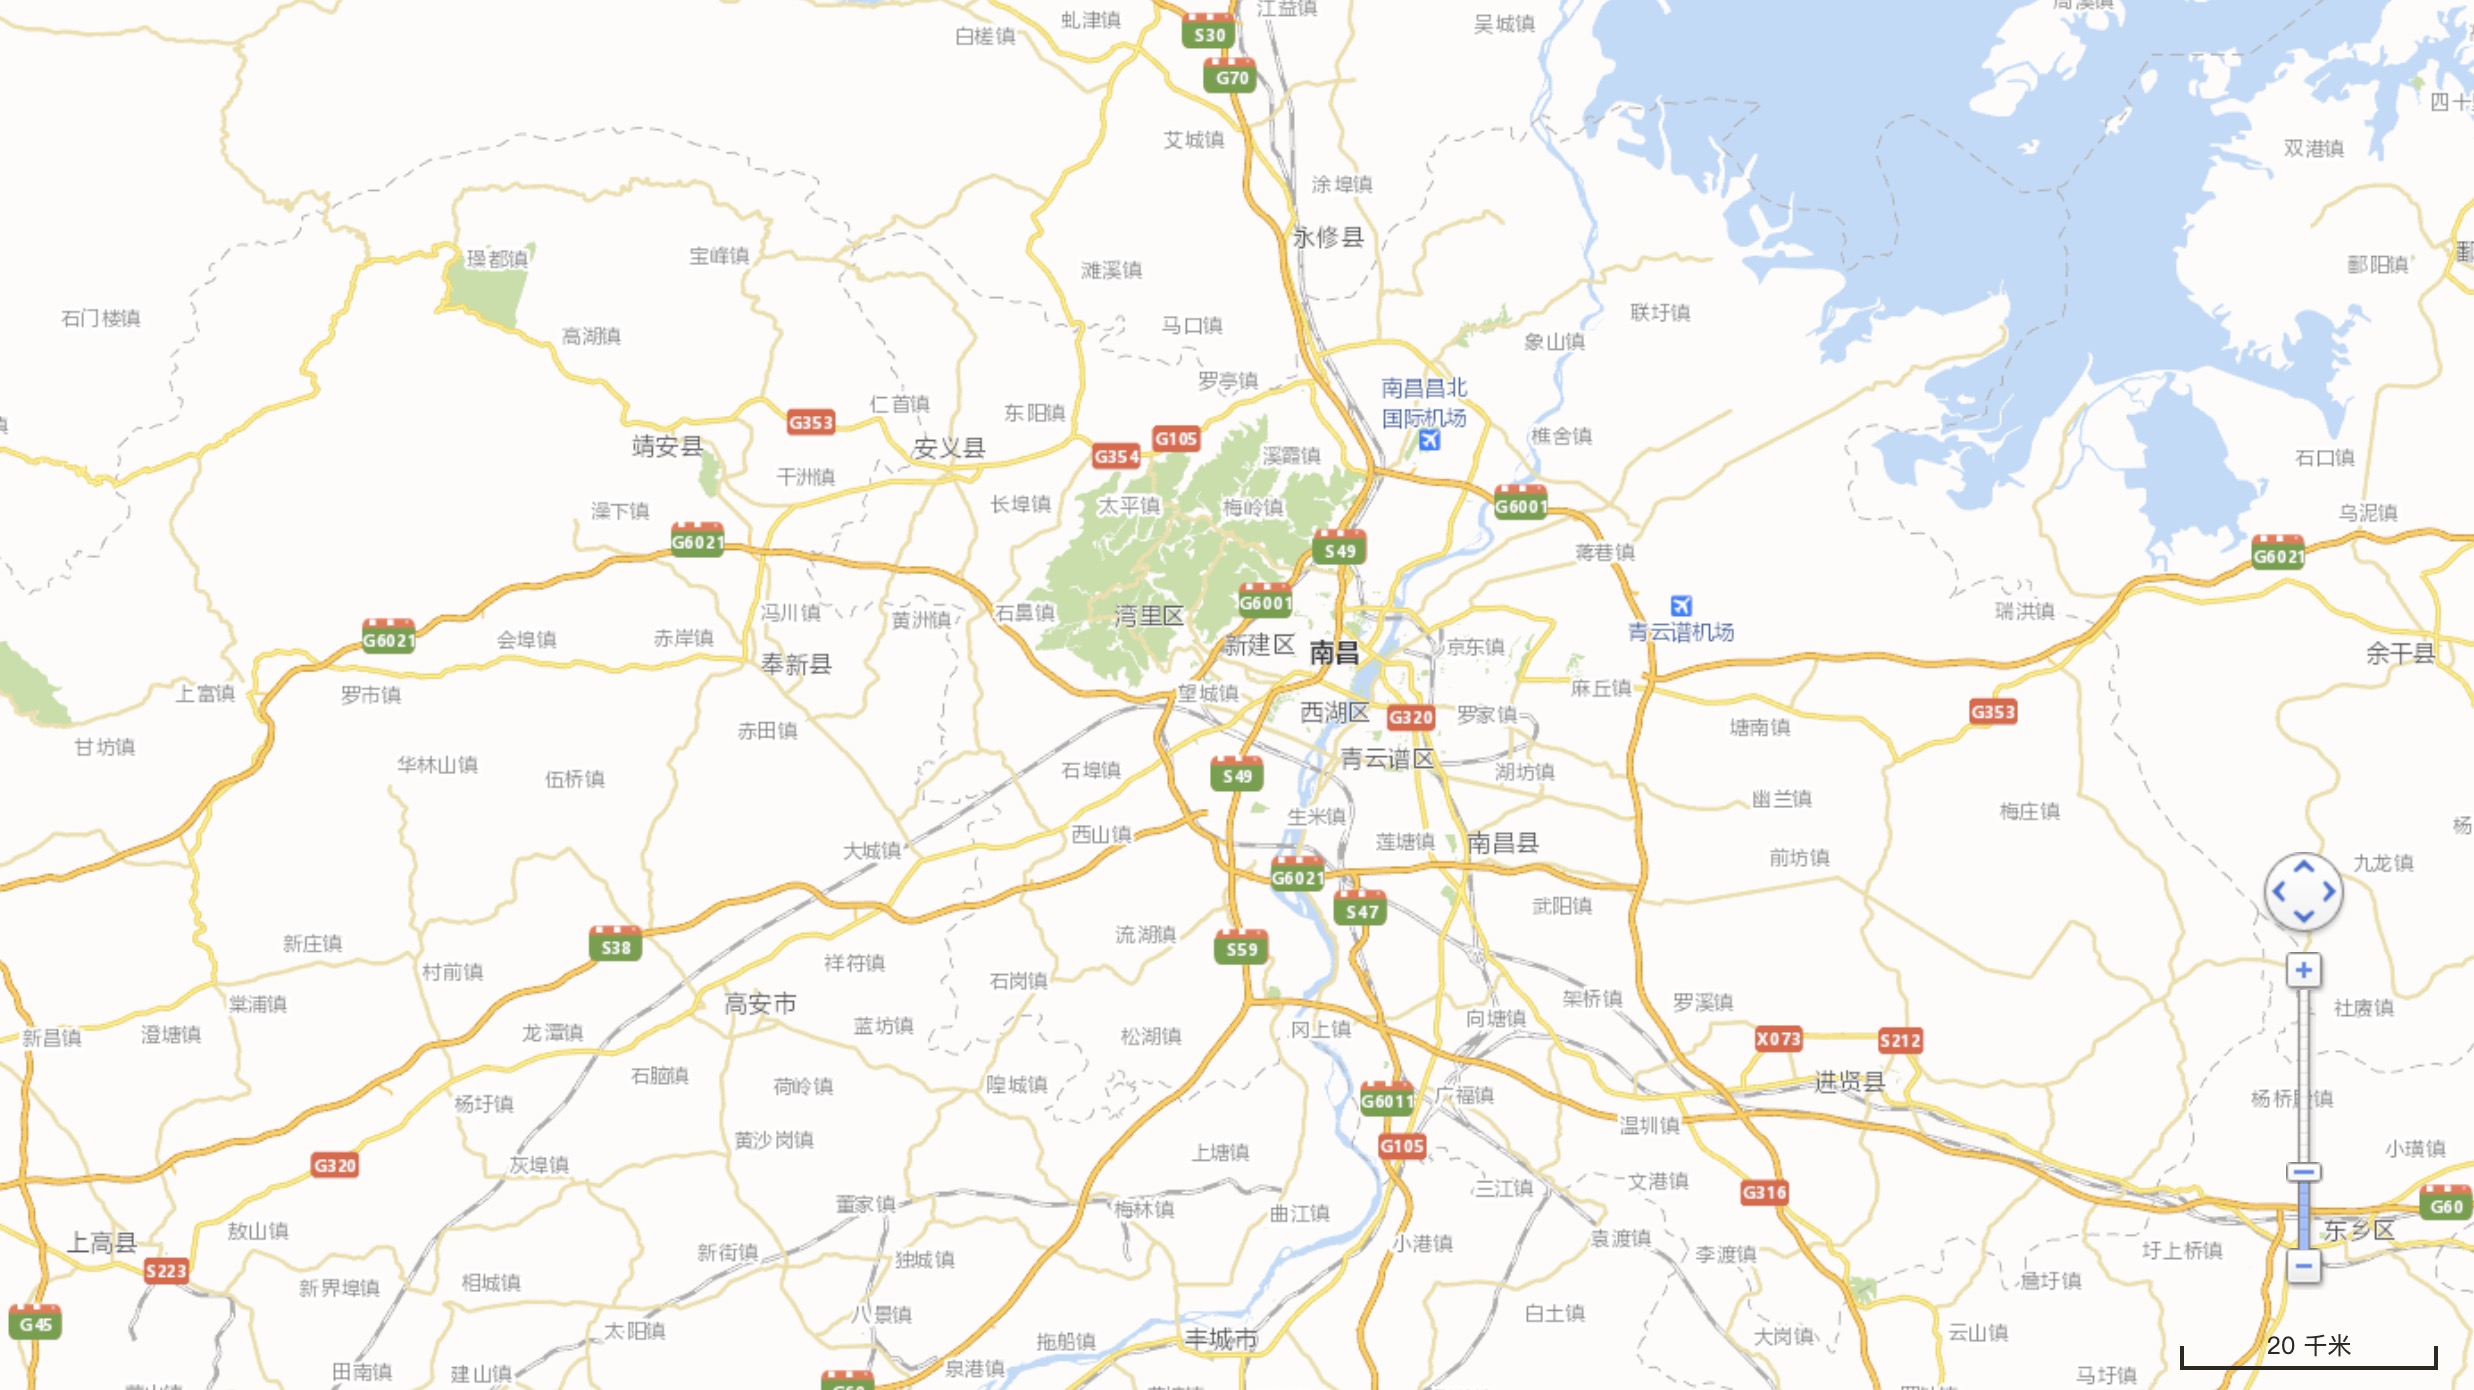 江益镇
周溪镇
虬津镇
吴城镇
白槎镇
S30
G70
四十
艾城镇
双港镇
涂埠镇
永修县
璪都镇
宝峰镇
滩溪镇
鄱阳镇
鄱
石门楼镇
马口镇
联圩镇
高湖镇
象山镇
罗亭镇
南昌昌北
国际机场
仁首镇
东阳镇
G353
靖安县
安义县
G354
G105
溪霞镇
樵舍镇
石口镇
干洲镇
长埠镇
太平镇
梅岭镇
G6001
澡下镇
乌泥镇
G6021
S49
蒋巷镇
G6021
G6001
冯川镇
黄洲镇
石鼻镇
湾里区
瑞洪镇
G6021
会埠镇
赤岸镇
新建区
南昌
京东镇
青云谱机场
奉新县
余干县
上富镇
罗市镇
望城镇
麻丘镇
西湖区
G320
罗家镇
G353
甘坊镇
赤田镇
塘南镇
华林山镇
伍桥镇
石埠镇
S49
青云谱区
湖坊镇
幽兰镇
梅庄镇
杨
生米镇
西山镇
莲塘镇
南昌县
大城镇
前坊镇
九龙镇
G6021
S47
武阳镇
新庄镇
S38
流湖镇
S59
村前镇
祥符镇
石岗镇
棠浦镇
高安市
架桥镇
罗溪镇
社赓镇
新昌镇
澄塘镇
龙潭镇
蓝坊镇
松湖镇
冈上镇
向塘镇
X073
S212
石脑镇
荷岭镇
隍城镇
进贤县
杨圩镇
G6011
广福镇
杨桥殿镇
黄沙岗镇
G105
温圳镇
小璜镇
G320
灰埠镇
上塘镇
三江镇
文港镇
G316
董家镇
梅林镇
曲江镇
G60
敖山镇
上高县
新街镇
独城镇
小港镇
袁渡镇
李渡镇
圩上桥镇
东乡区
S223
新界埠镇
相城镇
詹圩镇
G45
八景镇
太阳镇
拖船镇
丰城市
白土镇
大岗镇
云山镇
20 千米
田南镇
建山镇
泉港镇
马圩镇